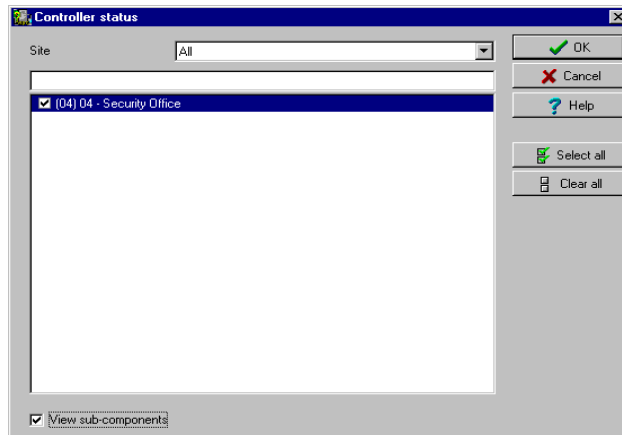 Controller status
Site
All
OK
Cancel
(04) 04 - Security Office
Help
Select all
Clear all
View sub-components